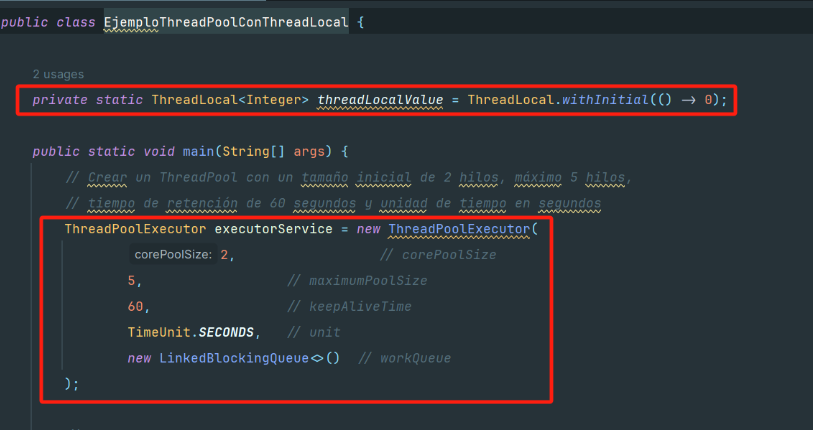 public class EjemploThreadPoolConThreadLocal {
2 usages
private static ThreadLocal<Integer> threadLocalValue = ThreadLocal.withInitial(() → 0);
public static void main(String[] args) {
// Crear un ThreadPool con un tamaño inicial de 2 hilos, máximo 5 hilos,
// tiempo de retención de 60 segundos y unidad de tiempo en segundos
ThreadPoolExecutor executorService = new ThreadPoolExecutor(
corePoolSize: 2, // corePoolSize
5, // maximumPoolSize
60, // keepAliveTime
TimeUnit.SECONDS, // unit
new LinkedBlockingQueue<>() // workQueue
);